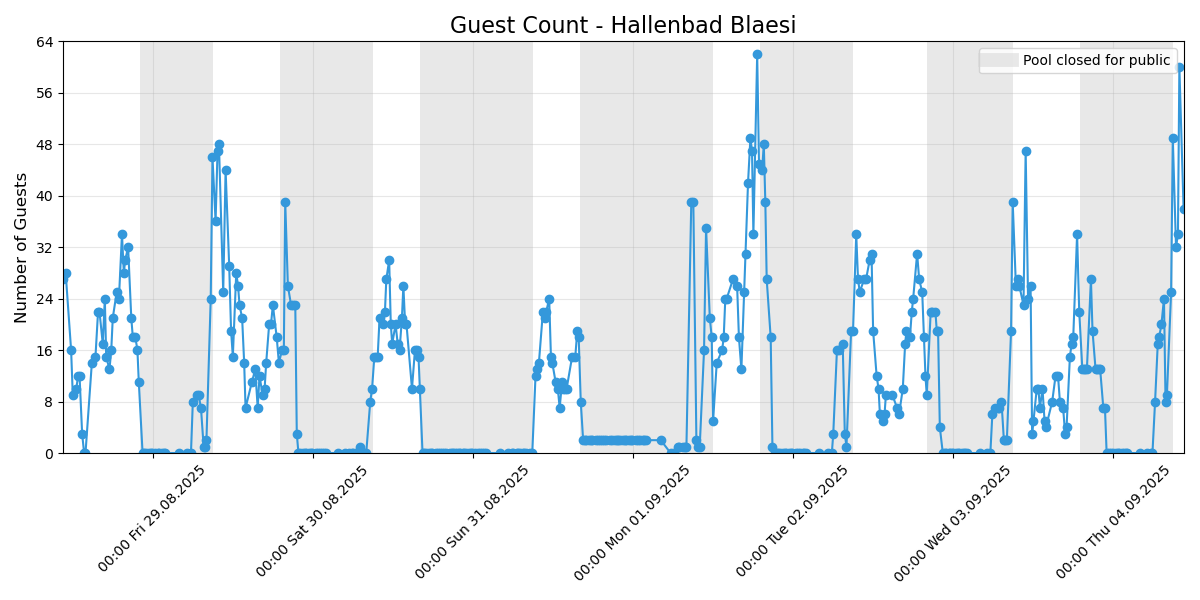 Guest Count - Hallenbad Blaesi
Pool closed for public
Number of Guests
64
56
48
40
32
24
16
8
0
00:00 Fri 29.08.2025
00:00 Sat 30.08.2025
00:00 Sun 31.08.2025
00:00 Mon 01.09.2025
00:00 Tue 02.09.2025
00:00 Wed 03.09.2025
00:00 Thu 04.09.2025